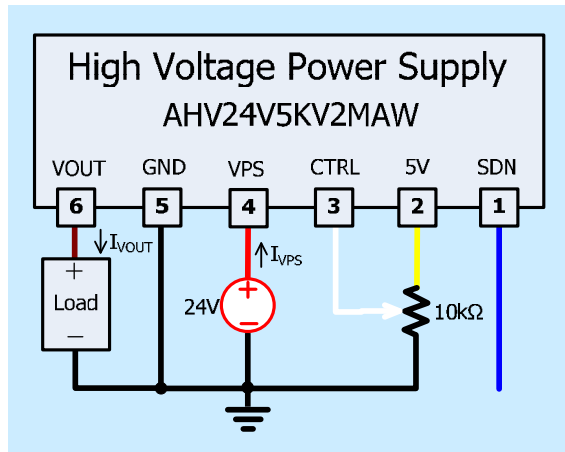 High Voltage Power Supply
AHV24V5KV2MAW
VOUT GND VPS CTRL 5V SDN
6 5 4 3 2 1
↓IVOUT ↑IVPS
+ +
Load 24V 10kΩ
− −